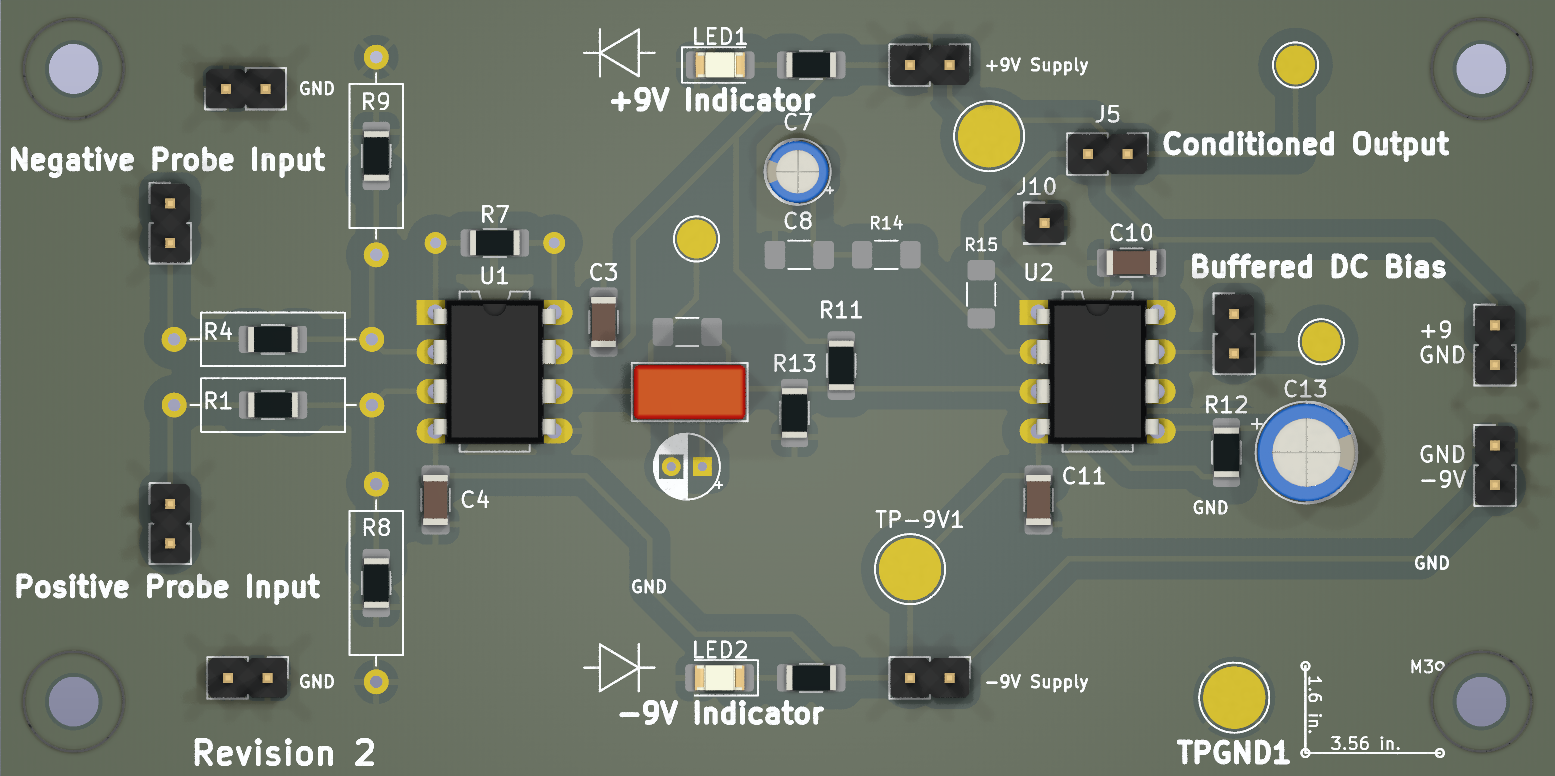 LED1
+9V Supply
GND
R9
+9V Indicator
C7
J5
Conditioned Output
Negative Probe Input
J10
R7
C8
R14
R15
C10
U1
C3
U2
Buffered DC Bias
R11
R4
+9
GND
R13
C13
R1
R12
+
GND
-9V
C4
+
C11
GND
TP-9V1
R8
GND
GND
Positive Probe Input
LED2
GND
-9V Supply
M3
1.6 in.
-9V Indicator
Revision 2
TPGND1
3.56 in.
+